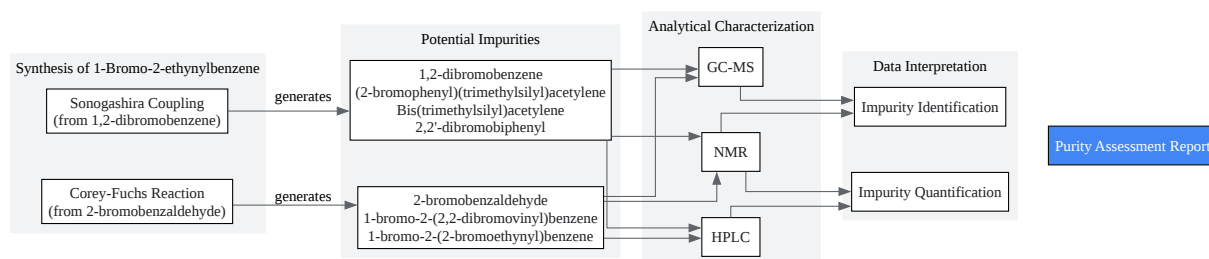 Synthesis of 1-Bromo-2-ethynylbenzene
Sonogashira Coupling
(from 1,2-dibromobenzene)
Corey-Fuchs Reaction
(from 2-bromobenzaldehyde)
generates
generates
Potential Impurities
1,2-dibromobenzene
(2-bromophenyl)(trimethylsilyl)acetylene
Bis(trimethylsilyl)acetylene
2,2'-dibromobiphenyl
2-bromobenzaldehyde
1-bromo-2-(2,2-dibromovinyl)benzene
1-bromo-2-(2-bromoethynyl)benzene
Analytical Characterization
GC-MS
NMR
HPLC
Data Interpretation
Impurity Identification
Impurity Quantification
Purity Assessment Report